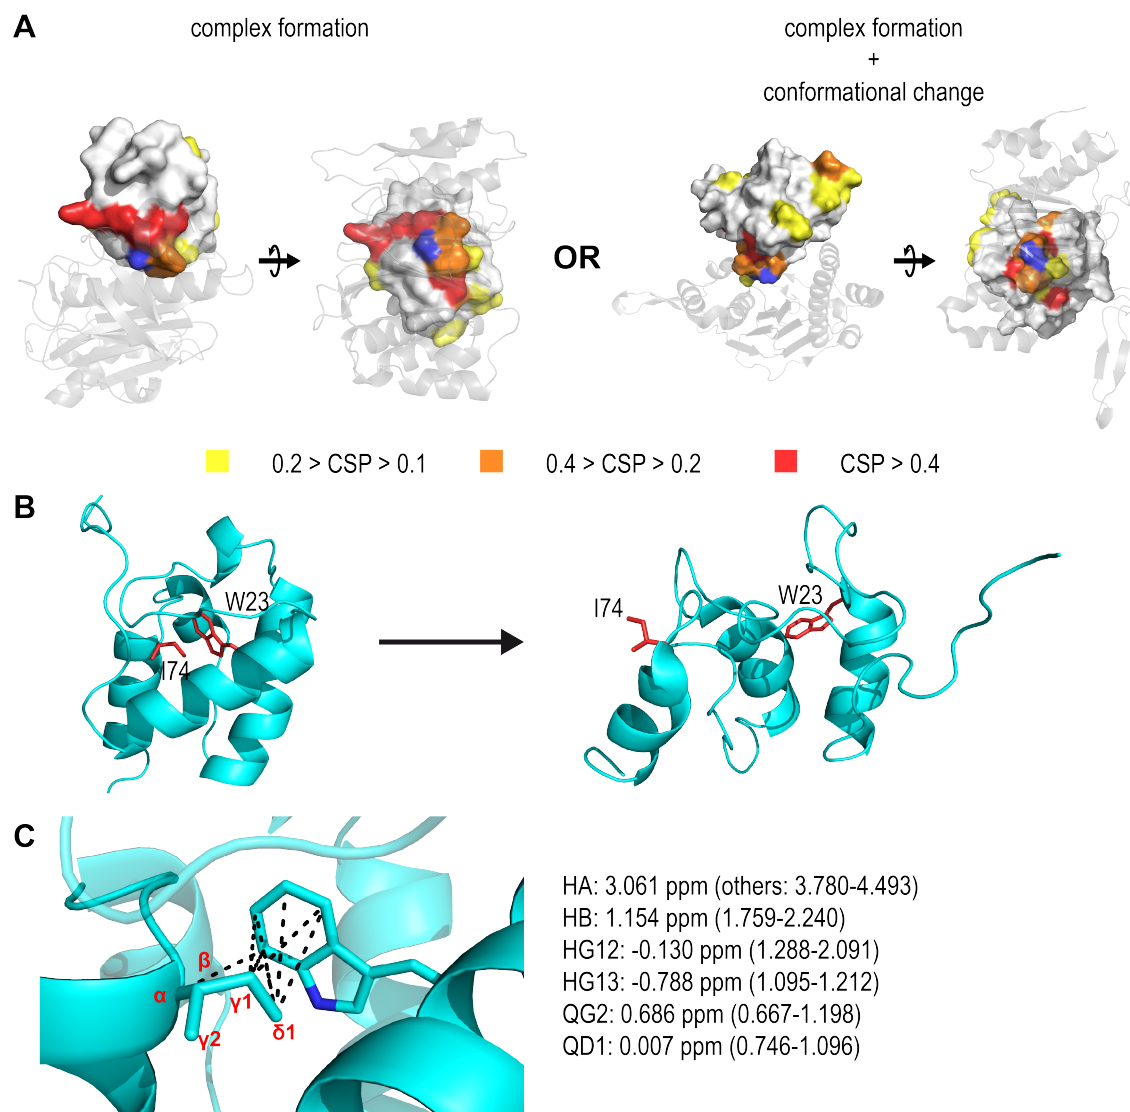 A
complex formation
complex formation
+
conformational change
OR
0.2 > CSP > 0.1
0.4 > CSP > 0.2
CSP > 0.4
B
W23
I74
I74
W23
C
β
α
γ1
γ2
δ1
HA: 3.061 ppm (others: 3.780-4.493)
HB: 1.154 ppm (1.759-2.240)
HG12: -0.130 ppm (1.288-2.091)
HG13: -0.788 ppm (1.095-1.212)
QG2: 0.686 ppm (0.667-1.198)
QD1: 0.007 ppm (0.746-1.096)